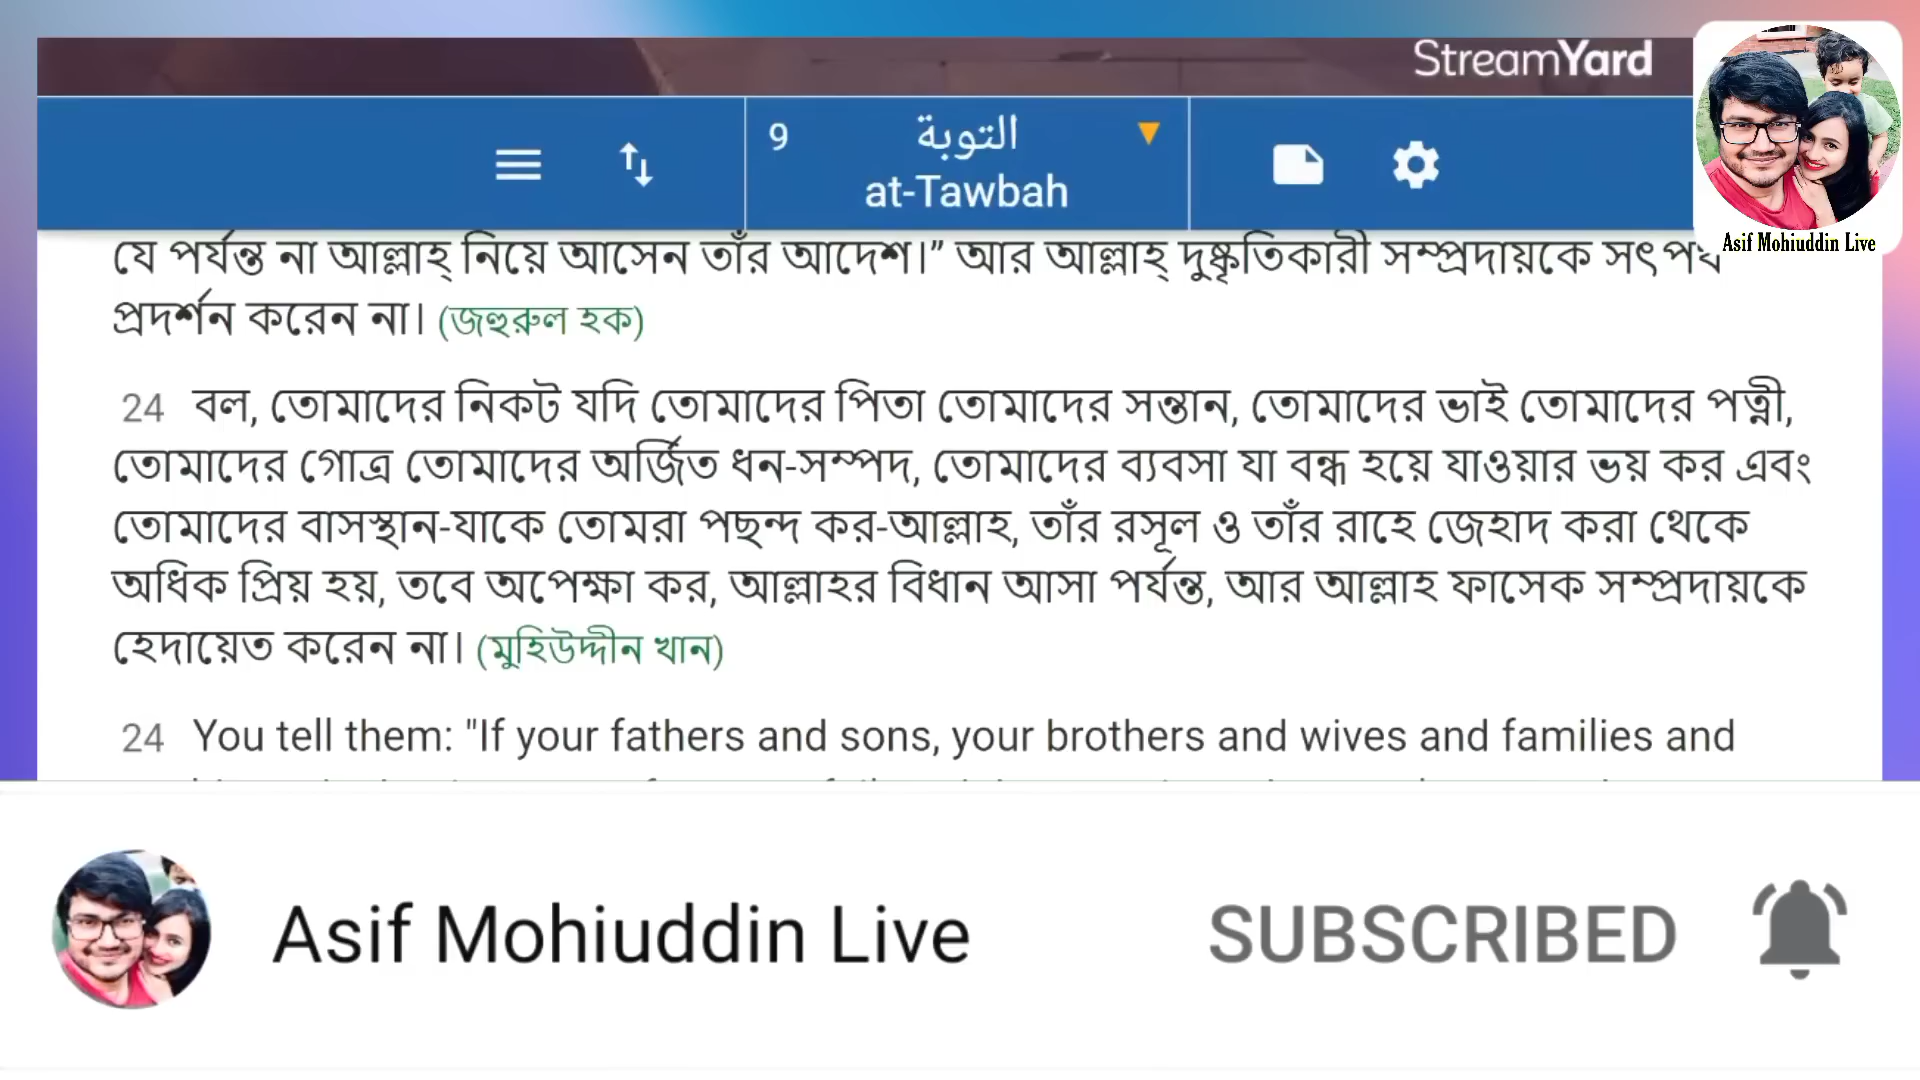 StreamYard
9
التوبة
at-Tawbah
Asif Mohiuddin Live
যে পর্যন্ত না আল্লাহ্ নিয়ে আসেন তাঁর আদেশ।” আর আল্লাহ্ দুষ্কৃতিকারী সম্প্রদায়কে সৎ
প্রদর্শন করেন না। (জহুরুল হক)
24 বল, তোমাদের নিকট যদি তোমাদের পিতা তোমাদের সন্তান, তোমাদের ভাই তোমাদের পত্নী,
তোমাদের গোত্র তোমাদের অর্জিত ধন-সম্পদ, তোমাদের ব্যবসা যা বন্ধ হয়ে যাওয়ার ভয় কর এবং
তোমাদের বাসস্থান-যাকে তোমরা পছন্দ কর-আল্লাহ, তাঁর রসূল ও তাঁর রাহে জেহাদ করা থেকে
অধিক প্রিয় হয়, তবে অপেক্ষা কর, আল্লাহর বিধান আসা পর্যন্ত, আর আল্লাহ ফাসেক সম্প্রদায়কে
হেদায়েত করেন না। (মুহিউদ্দীন খান)
24 You tell them: "If your fathers and sons, your brothers and wives and families and
Asif Mohiuddin Live
SUBSCRIBED